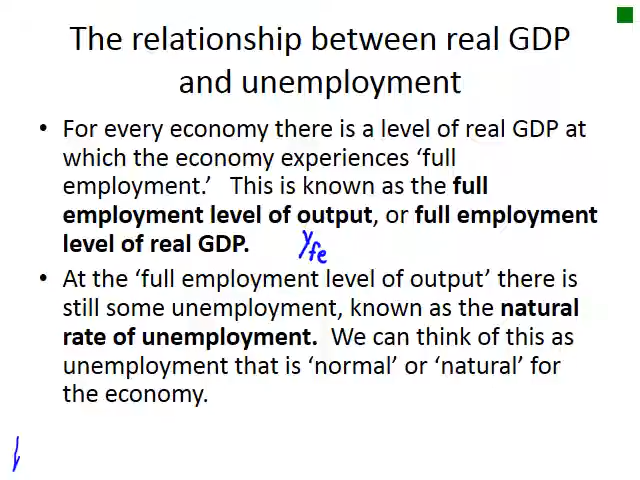 The relationship between real GDP
and unemployment
• For every economy there is a level of real GDP at
which the economy experiences ‘full
employment.’ This is known as the full
employment level of output, or full employment
level of real GDP.
Yfe
• At the ‘full employment level of output’ there is
still some unemployment, known as the natural
rate of unemployment. We can think of this as
unemployment that is ‘normal’ or ‘natural’ for
the economy.